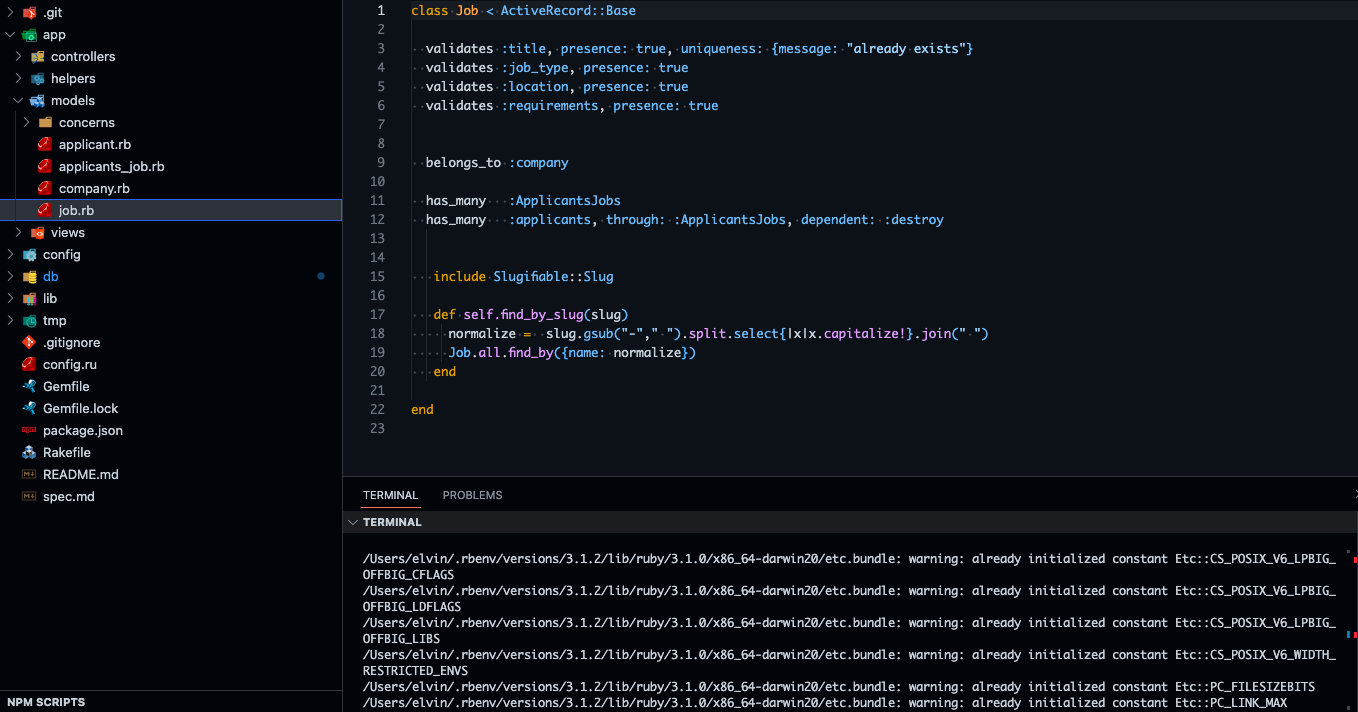 .git
app
controllers
helpers
models
concerns
applicant.rb
applicants_job.rb
company.rb
job.rb
views
config
db
lib
tmp
.gitignore
config.ru
Gemfile
Gemfile.lock
package.json
Rakefile
README.md
spec.md
NPM SCRIPTS
1 class Job < ActiveRecord::Base
2
3 validates :title, presence: true, uniqueness: {message: "already exists"}
4 validates :job_type, presence: true
5 validates :location, presence: true
6 validates :requirements, presence: true
7
8
9 belongs_to :company
10
11 has_many :ApplicantsJobs
12 has_many :applicants, through: :ApplicantsJobs, dependent: :destroy
13
14
15 include Slugifiable::Slug
16
17 def self.find_by_slug(slug)
18 normalize = slug.gsub("-"," ").split.select{|x|x.capitalize!}.join(" ")
19 Job.all.find_by({name: normalize})
20 end
21
22 end
23
TERMINAL PROBLEMS
TERMINAL
/Users/elvin/.rbenv/versions/3.1.2/lib/ruby/3.1.0/x86_64-darwin20/etc.bundle: warning: already initialized constant Etc::CS_POSIX_V6_LPBIG_
OFFBIG_CFLAGS
/Users/elvin/.rbenv/versions/3.1.2/lib/ruby/3.1.0/x86_64-darwin20/etc.bundle: warning: already initialized constant Etc::CS_POSIX_V6_LPBIG_
OFFBIG_LDFLAGS
/Users/elvin/.rbenv/versions/3.1.2/lib/ruby/3.1.0/x86_64-darwin20/etc.bundle: warning: already initialized constant Etc::CS_POSIX_V6_LPBIG_
OFFBIG_LIBS
/Users/elvin/.rbenv/versions/3.1.2/lib/ruby/3.1.0/x86_64-darwin20/etc.bundle: warning: already initialized constant Etc::CS_POSIX_V6_WIDTH_
RESTRICTED_ENVS
/Users/elvin/.rbenv/versions/3.1.2/lib/ruby/3.1.0/x86_64-darwin20/etc.bundle: warning: already initialized constant Etc::PC_FILESIZEBITS
/Users/elvin/.rbenv/versions/3.1.2/lib/ruby/3.1.0/x86_64-darwin20/etc.bundle: warning: already initialized constant Etc::PC_LINK_MAX